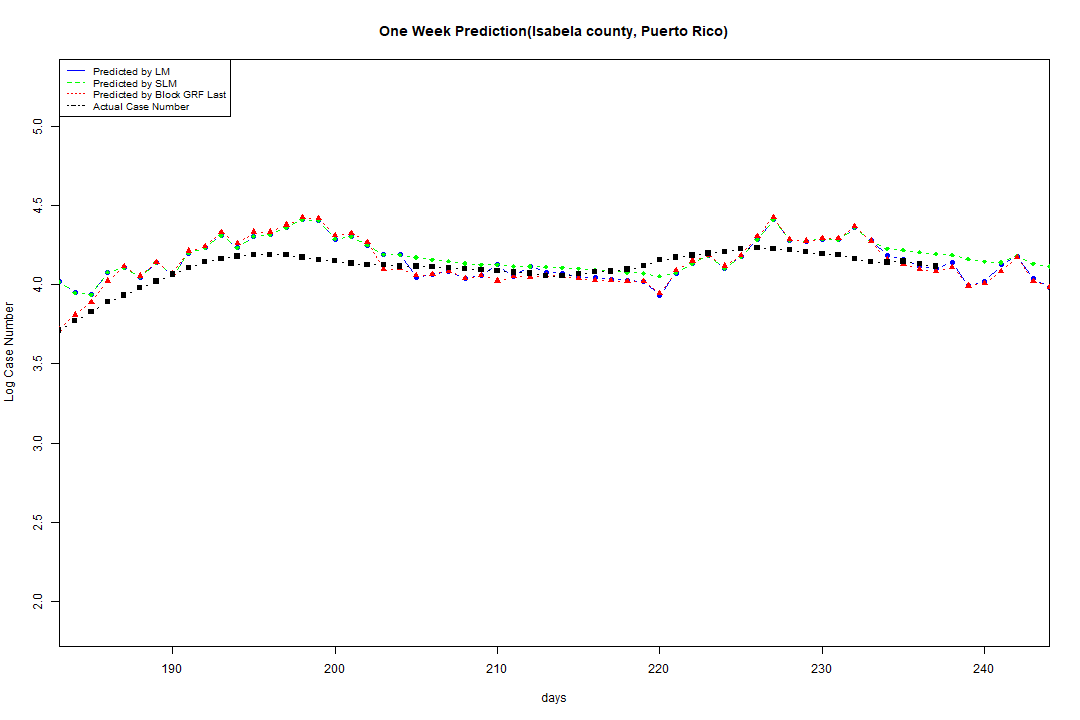 One Week Prediction(Isabela county, Puerto Rico)
Predicted by LM
Predicted by SLM
Predicted by Block GRF Last
Actual Case Number
5.0
4.5
4.0
3.5
3.0
2.5
2.0
Log Case Number
190 200 210 220 230 240
days